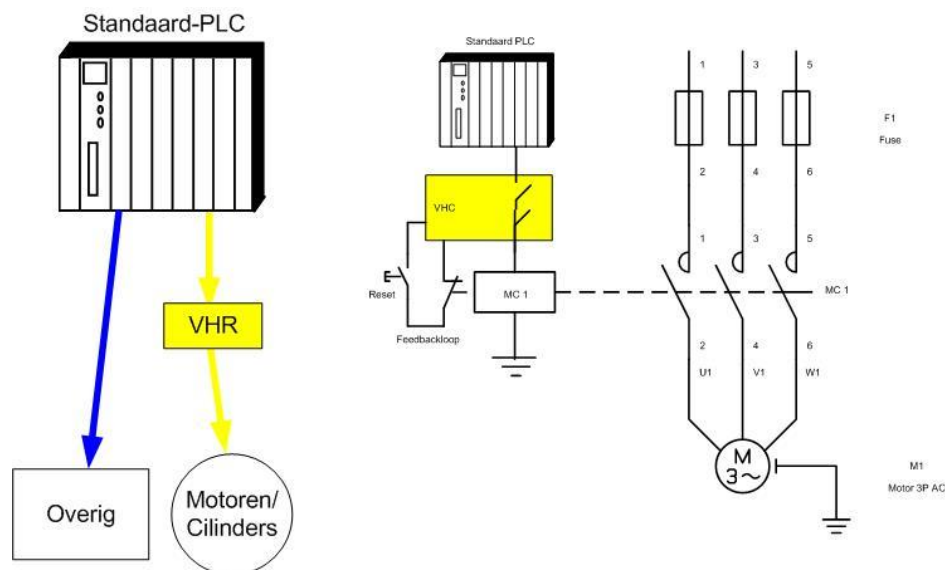 Standaard-PLC
VHR
Overig
Motoren/
Cilinders
Standaard PLC
VHC
Reset
MC 1
Feedbackloop
1 3 5
F1
Fuse
2 4 6
1 3 5
MC 1
2 4 6
U1 V1 W1
M
3~
M1
Motor 3P AC